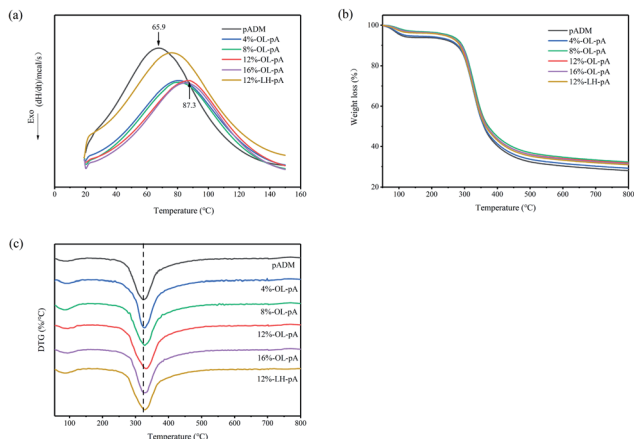 (a)
65.9
pADM
4%-OL-pA
8%-OL-pA
12%-OL-pA
16%-OL-pA
12%-LH-pA
87.3
Exo
(dH/dt)/mcal/s
0 20 40 60 80 100 120 140 160
Temperature (°C)
(b)
100
80
60
40
20
Weight loss (%)
pADM
4%-OL-pA
8%-OL-pA
12%-OL-pA
16%-OL-pA
12%-LH-pA
100 200 300 400 500 600 700 800
Temperature (°C)
(c)
DTG (%/°C)
pADM
4%-OL-pA
8%-OL-pA
12%-OL-pA
16%-OL-pA
12%-LH-pA
100 200 300 400 500 600 700 800
Temperature (°C)